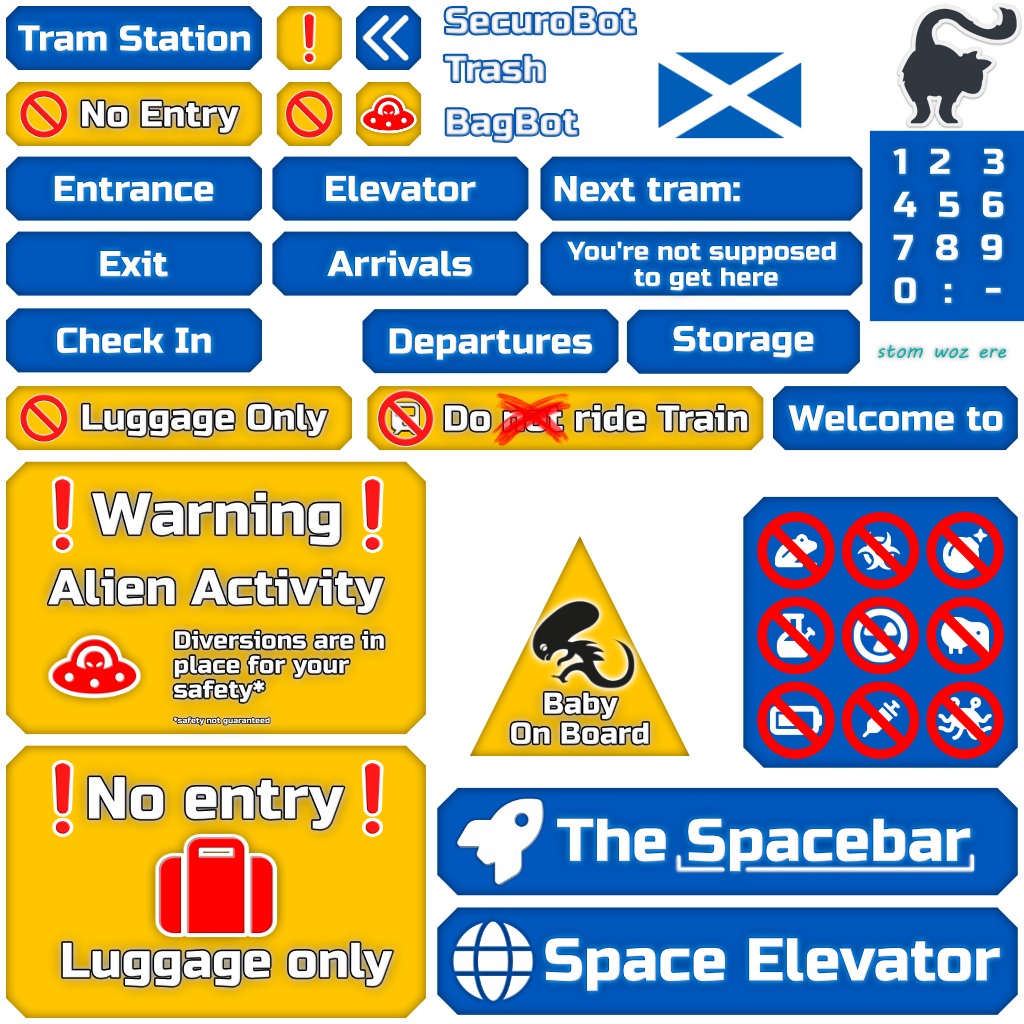 Tram Station
SecuroBot
Trash
No Entry
BagBot
1 2 3
4 5 6
7 8 9
0 : -
Entrance
Elevator
Next tram:
Exit
Arrivals
You're not supposed
to get here
Check In
Departures
Storage
stom woz ere
Luggage Only
Do not ride Train
Welcome to
Warning
Alien Activity
Diversions are in
place for your
safety*
*safety not guaranteed
Baby
On Board
No entry
Luggage only
The Spacebar
Space Elevator